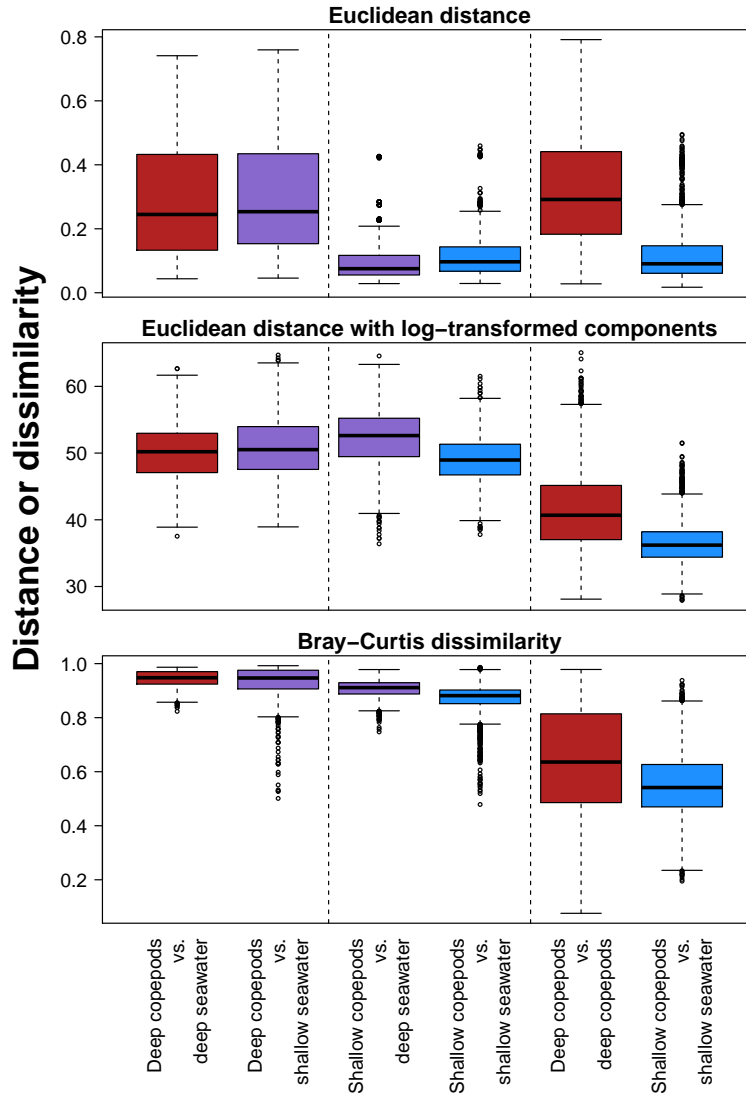 Euclidean distance
0.8
0.6
0.4
0.2
0.0
Euclidean distance with log−transformed components
60
50
40
30
Bray−Curtis dissimilarity
1.0
0.8
0.6
0.4
0.2
Distance or dissimilarity
Deep copepods
vs.
deep seawater
Deep copepods
vs.
shallow seawater
Shallow copepods
vs.
deep seawater
Shallow copepods
vs.
shallow seawater
Deep copepods
vs.
deep copepods
Shallow copepods
vs.
shallow seawater